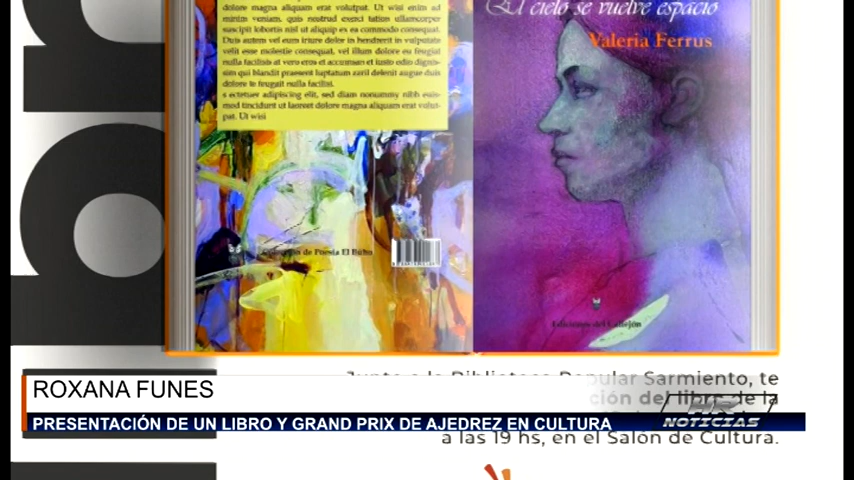 dolore magna aliquam erat volutpat. Ut wisi enim ad
minim veniam, quis nostrud exerci tation ullamcorper
suscipit lobortis nisl ut aliquip ex ea commodo consequat.
Duis autem vel eum iriure dolor in hendrerit in vulputate
velit esse molestie consequat, vel illum dolore eu feugiat
nulla facilisis at vero eros et accumsan et iusto odio dignis-
sim qui blandit praesent luptatum zzril delenit augue duis
dolore te feugait nulla facilisi.
s ectetuer adipiscing elit, sed diam nonummy nibh euis-
mod tincidunt ut laoreet dolore magna aliquam erat volut-
pat. Ut wisi
de Poesía El Búho
El cielo se vuelve espacio
Valeria Ferrus
Ediciones del Callejón
Junto a la Biblioteca Popular Sarmiento, te
ción del libro de la
a las 19 hs, en el Salón de Cultura.
ROXANA FUNES
PRESENTACIÓN DE UN LIBRO Y GRAND PRIX DE AJEDREZ EN CULTURA
NOTICIAS